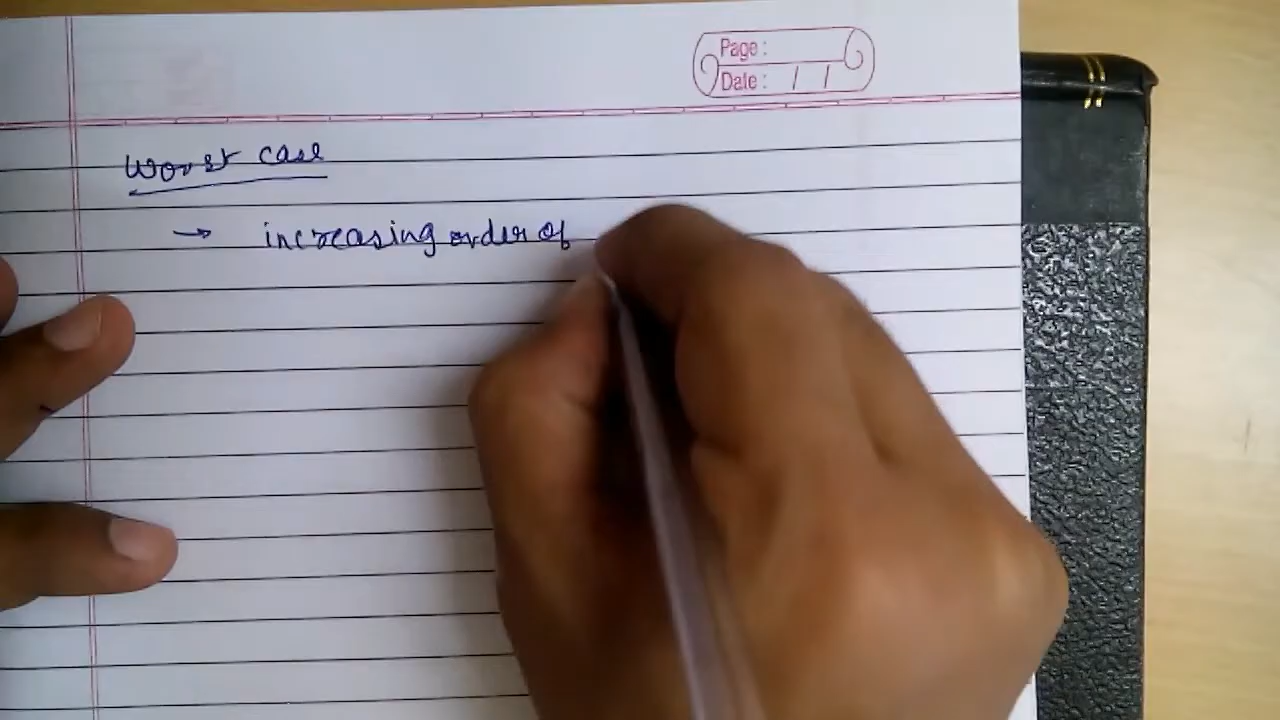 Page :
Date : / /
Worst case
→ increasing order of